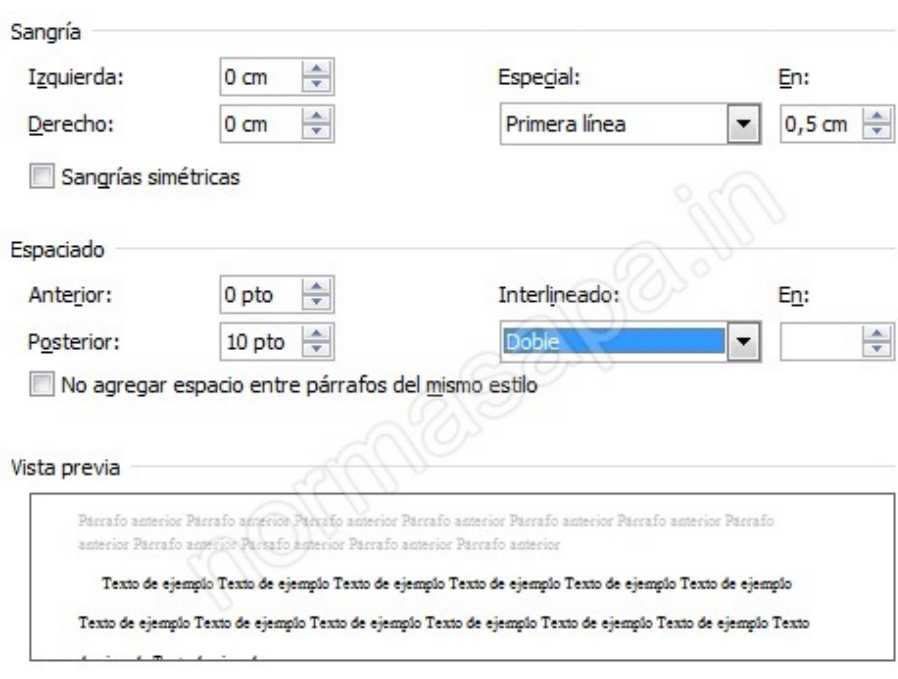 Sangría
Izquierda: 0 cm Especial: En:
Derecho: 0 cm Primera línea 0,5 cm
Sangrías simétricas
Espaciado
Anterior: 0 pto Interlineado: En:
Posterior: 10 pto Doble
No agregar espacio entre párrafos del mismo estilo
Vista previa
Párrafo anterior Párrafo anterior Párrafo anterior Párrafo anterior Párrafo anterior Párrafo anterior Párrafo
anterior Párrafo anterior Párrafo anterior Párrafo anterior Párrafo anterior
Texto de ejemplo Texto de ejemplo Texto de ejemplo Texto de ejemplo Texto de ejemplo Texto de ejemplo
Texto de ejemplo Texto de ejemplo Texto de ejemplo Texto de ejemplo Texto de ejemplo Texto de ejemplo Texto
normasapa.in